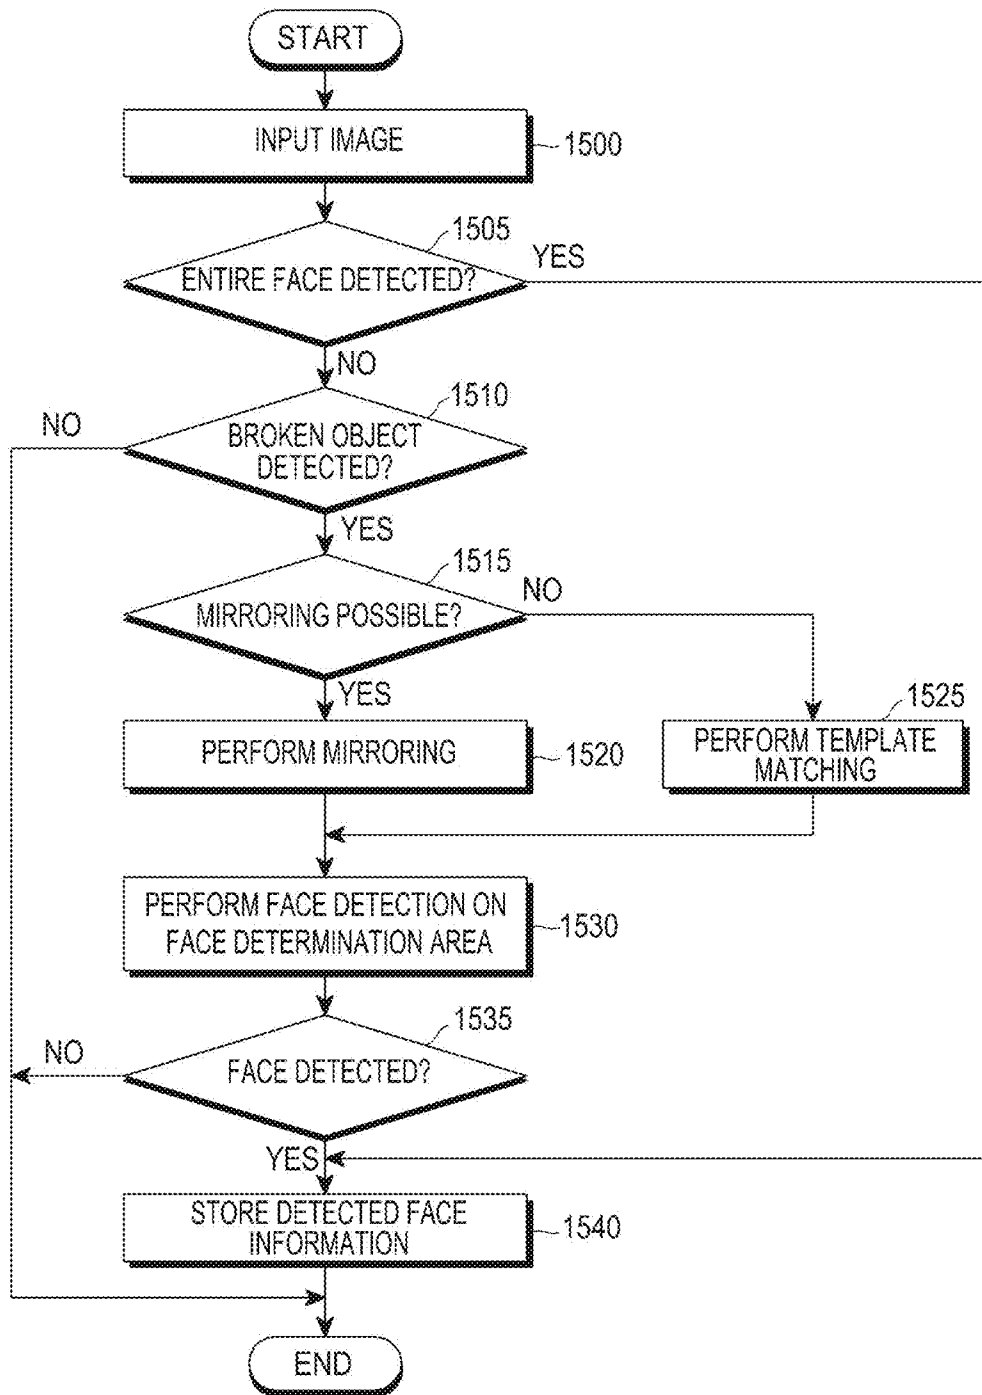 START
INPUT IMAGE
1500
1505
YES
ENTIRE FACE DETECTED?
NO
1510
NO
BROKEN OBJECT
DETECTED?
YES
1515
NO
MIRRORING POSSIBLE?
YES
1525
PERFORM MIRRORING
1520
PERFORM TEMPLATE
MATCHING
PERFORM FACE DETECTION ON
FACE DETERMINATION AREA
1530
1535
NO
FACE DETECTED?
YES
STORE DETECTED FACE
INFORMATION
1540
END